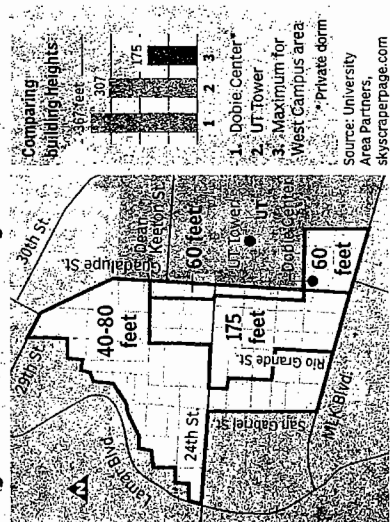 Comparing
building heights
367 feet
307
175
1
2
3
1. Dobie Center*
2. UT Tower
3. Maximum for
West Campus area
* Private dorm
Source: University
Area Partners,
skyscraperpage.com
30th St.
29th St.
Guadalupe St.
Dean
Keeton St.
Lamar Blvd.
40-80
feet
60 feet
UT Tower
UT
24th St.
175
feet
Dobie Center
60
feet
Rio Grande St.
San Gabriel St.
MLK Blvd.
N